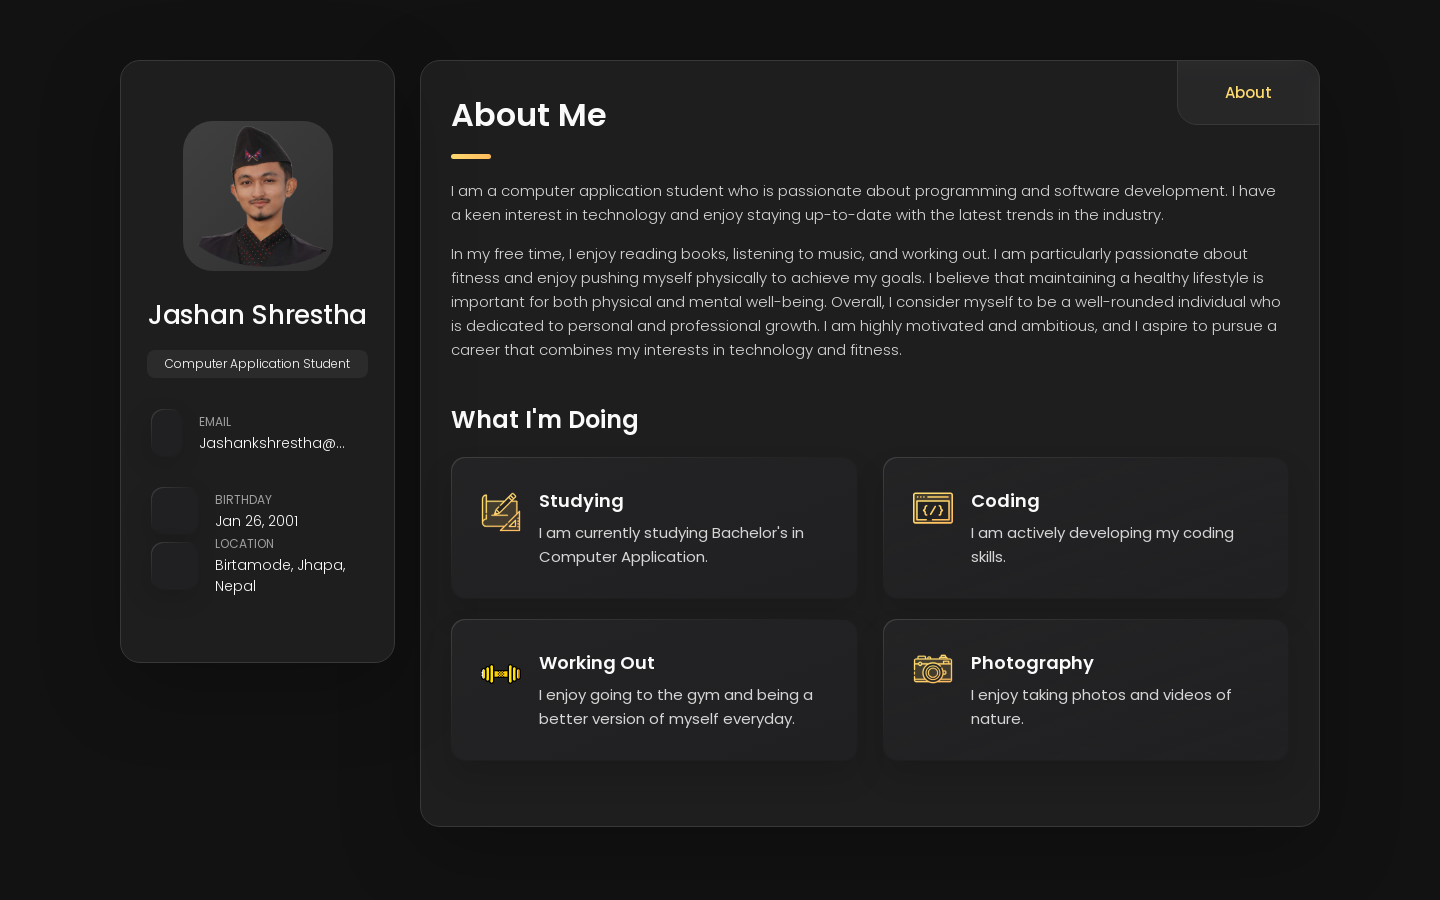 Jashan Shrestha
Computer Application Student
EMAIL
Jashankshrestha@...
BIRTHDAY
Jan 26, 2001
LOCATION
Birtamode, Jhapa,
Nepal
About
About Me
I am a computer application student who is passionate about programming and software development. I have
a keen interest in technology and enjoy staying up-to-date with the latest trends in the industry.
In my free time, I enjoy reading books, listening to music, and working out. I am particularly passionate about
fitness and enjoy pushing myself physically to achieve my goals. I believe that maintaining a healthy lifestyle is
important for both physical and mental well-being. Overall, I consider myself to be a well-rounded individual who
is dedicated to personal and professional growth. I am highly motivated and ambitious, and I aspire to pursue a
career that combines my interests in technology and fitness.
What I'm Doing
Studying
I am currently studying Bachelor's in
Computer Application.
Coding
I am actively developing my coding
skills.
Working Out
I enjoy going to the gym and being a
better version of myself everyday.
Photography
I enjoy taking photos and videos of
nature.